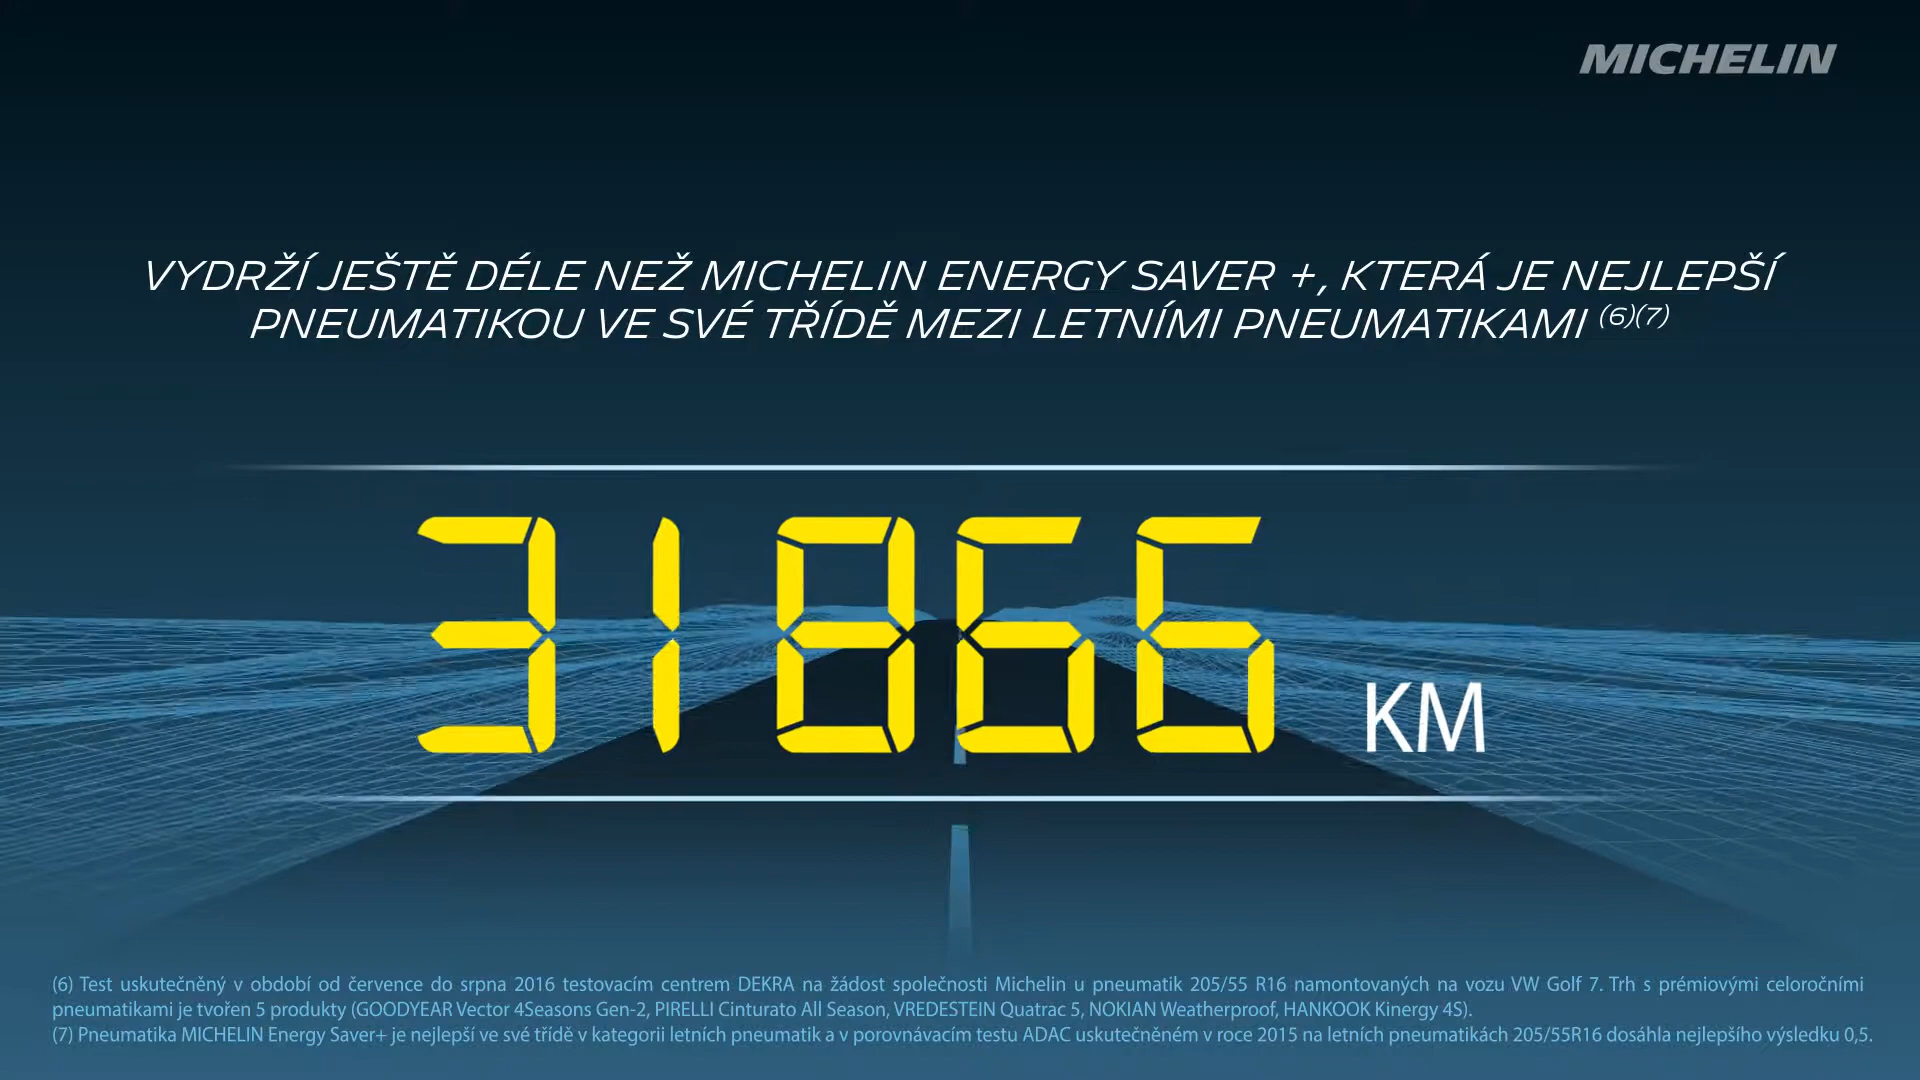 MICHELIN
VYDRŽÍ JEŠTĚ DÉLE NEŽ MICHELIN ENERGY SAVER +, KTERÁ JE NEJLEPŠÍ
PNEUMATIKOU VE SVÉ TŘÍDĚ MEZI LETNÍMI PNEUMATIKAMI (6)(7)
31866 KM
(6) Test uskutečněný v období od července do srpna 2016 testovacím centrem DEKRA na žádost společnosti Michelin u pneumatik 205/55 R16 namontovaných na vozu VW Golf 7. Trh s prémiovými celoročními
pneumatikami je tvořen 5 produkty (GOODYEAR Vector 4Seasons Gen-2, PIRELLI Cinturato All Season, VREDESTEIN Quatrac 5, NOKIAN Weatherproof, HANKOOK Kinergy 4S).
(7) Pneumatika MICHELIN Energy Saver+ je nejlepší ve své třídě v kategorii letních pneumatik a v porovnávacím testu ADAC uskutečněném v roce 2015 na letních pneumatikách 205/55R16 dosáhla nejlepšího výsledku 0,5.